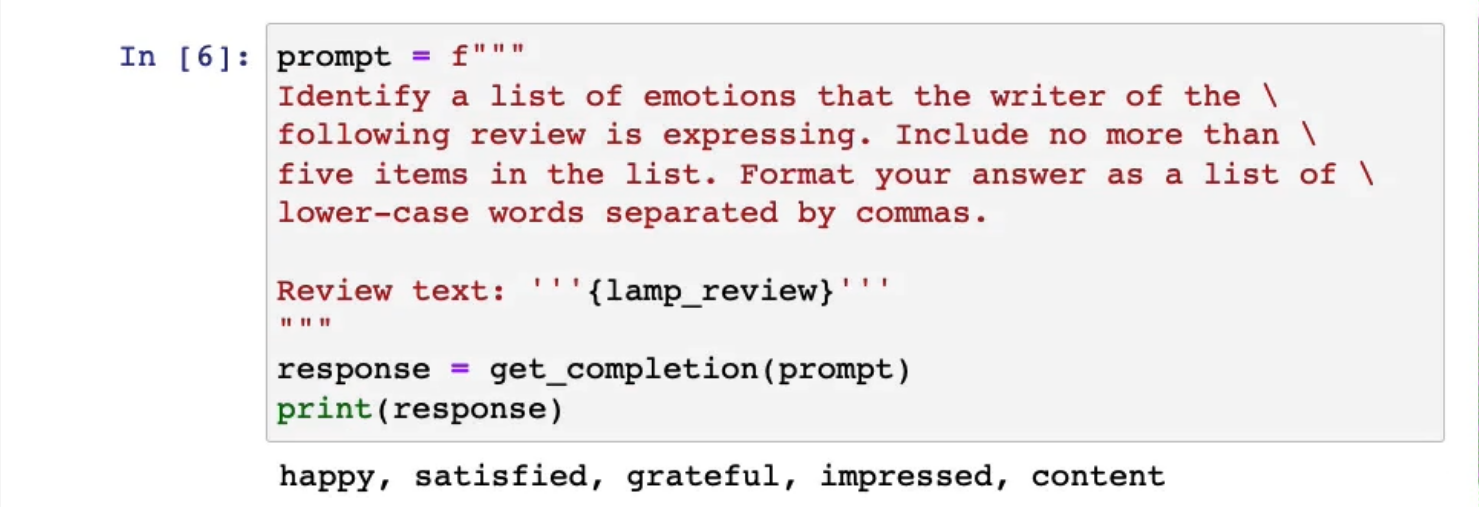 In [6]: prompt = f"""
Identify a list of emotions that the writer of the \
following review is expressing. Include no more than \
five items in the list. Format your answer as a list of \
lower-case words separated by commas.
Review text: '''{lamp_review}'''
"""
response = get_completion(prompt)
print(response)
happy, satisfied, grateful, impressed, content